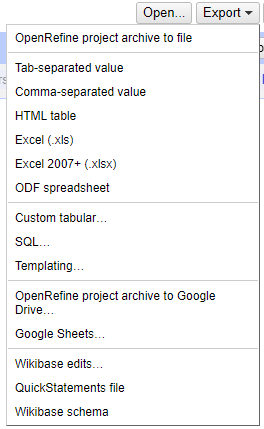 Open... Export
OpenRefine project archive to file
Tab-separated value
Comma-separated value
HTML table
Excel (.xls)
Excel 2007+ (.xlsx)
ODF spreadsheet
Custom tabular...
SQL...
Templating...
OpenRefine project archive to Google
Drive...
Google Sheets...
Wikibase edits...
QuickStatements file
Wikibase schema